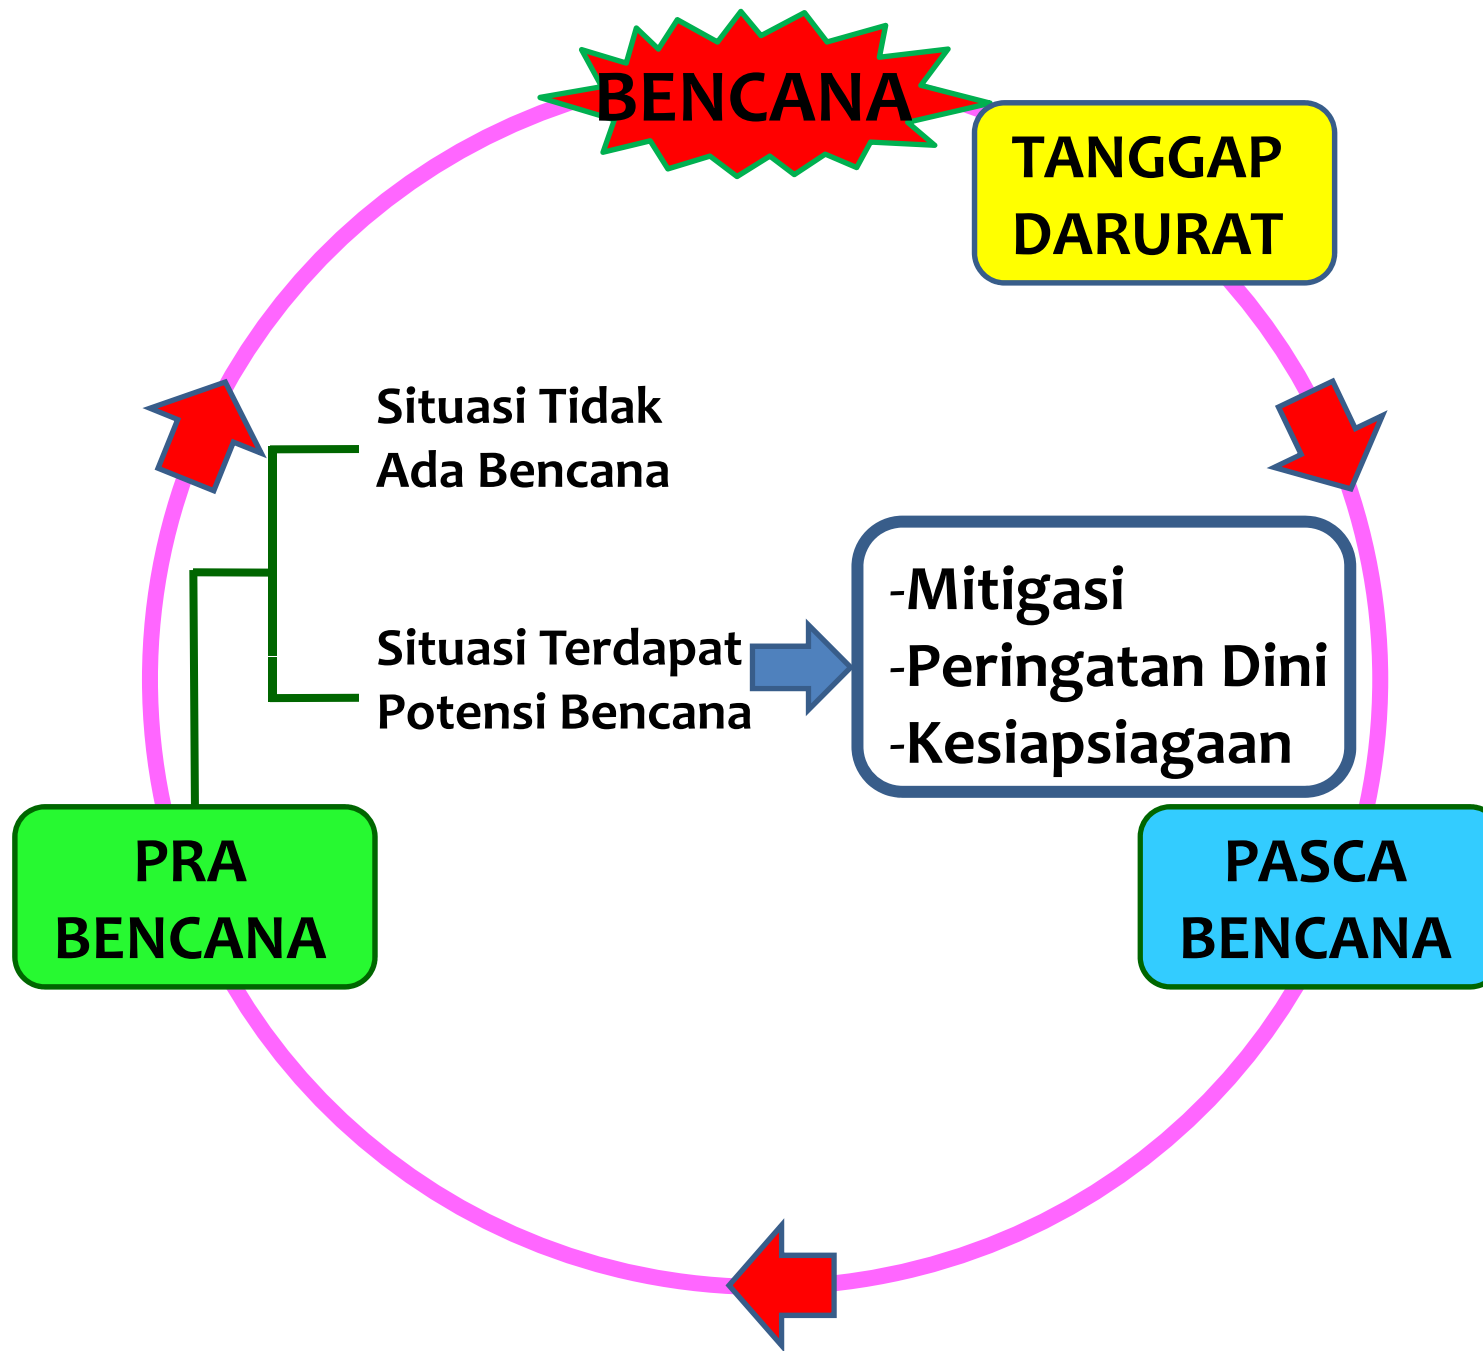 BENCANA
TANGGAP
DARURAT
Situasi Tidak
Ada Bencana
Situasi Terdapat
Potensi Bencana
-Mitigasi
-Peringatan Dini
-Kesiapsiagaan
PRA
BENCANA
PASCA
BENCANA